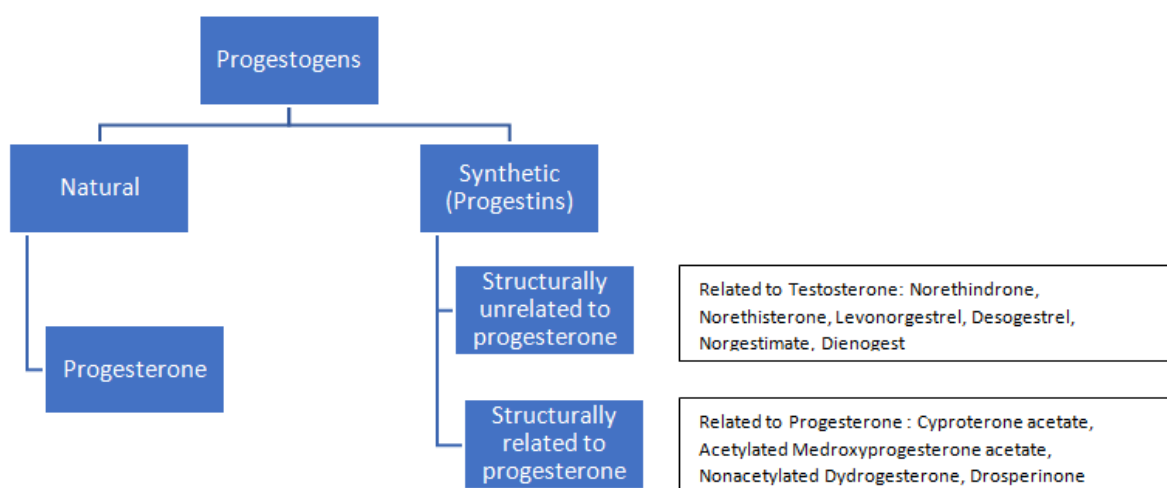 Progestogens
Natural
Synthetic
(Progestins)
Structurally
unrelated to
progesterone
Related to Testosterone: Norethindrone,
Norethisterone, Levonorgestrel, Desogestrel,
Norgestimate, Dienogest
Progesterone
Structurally
related to
progesterone
Related to Progesterone : Cyproterone acetate,
Acetylated Medroxyprogesterone acetate,
Nonacetylated Dydrogesterone, Drosperinone